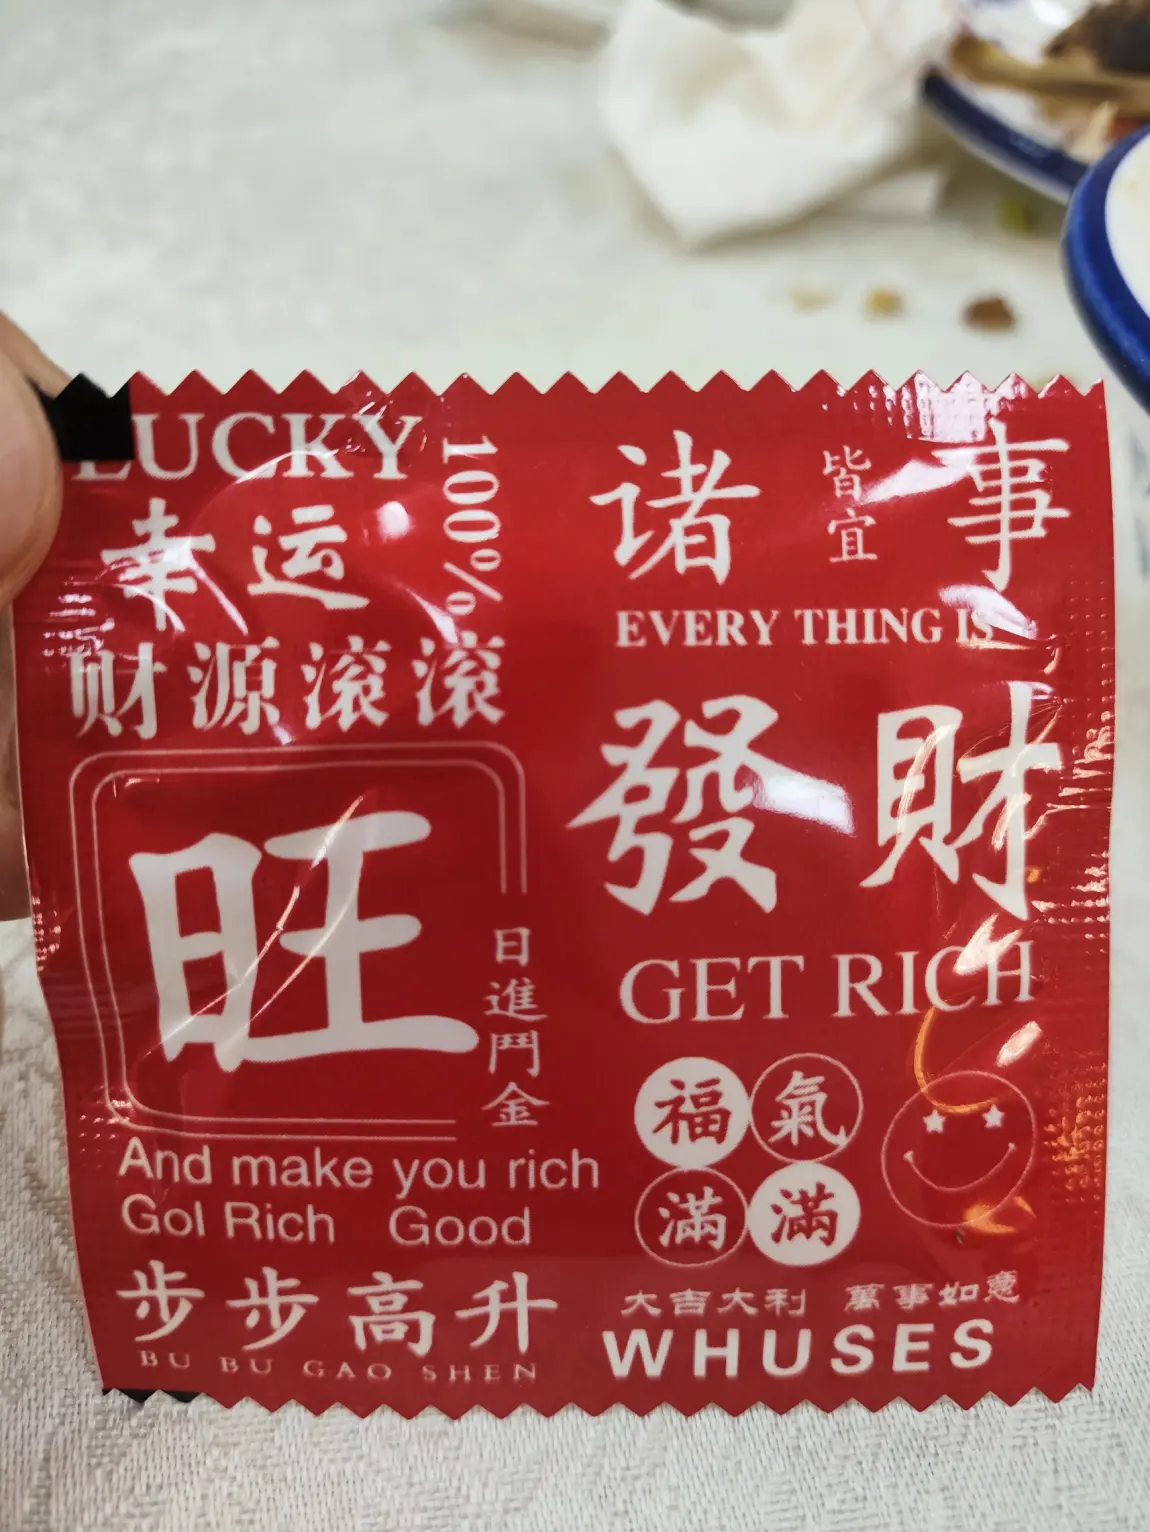 LUCKY
100%
幸运
财源滚滚
旺
日進鬥金
And make you rich
Gol Rich Good
步步高升
BU BU GAO SHEN
诸皆宜事
EVERY THING IS
發財
GET RICH
福氣
滿滿
大吉大利 萬事如意
WHUSES